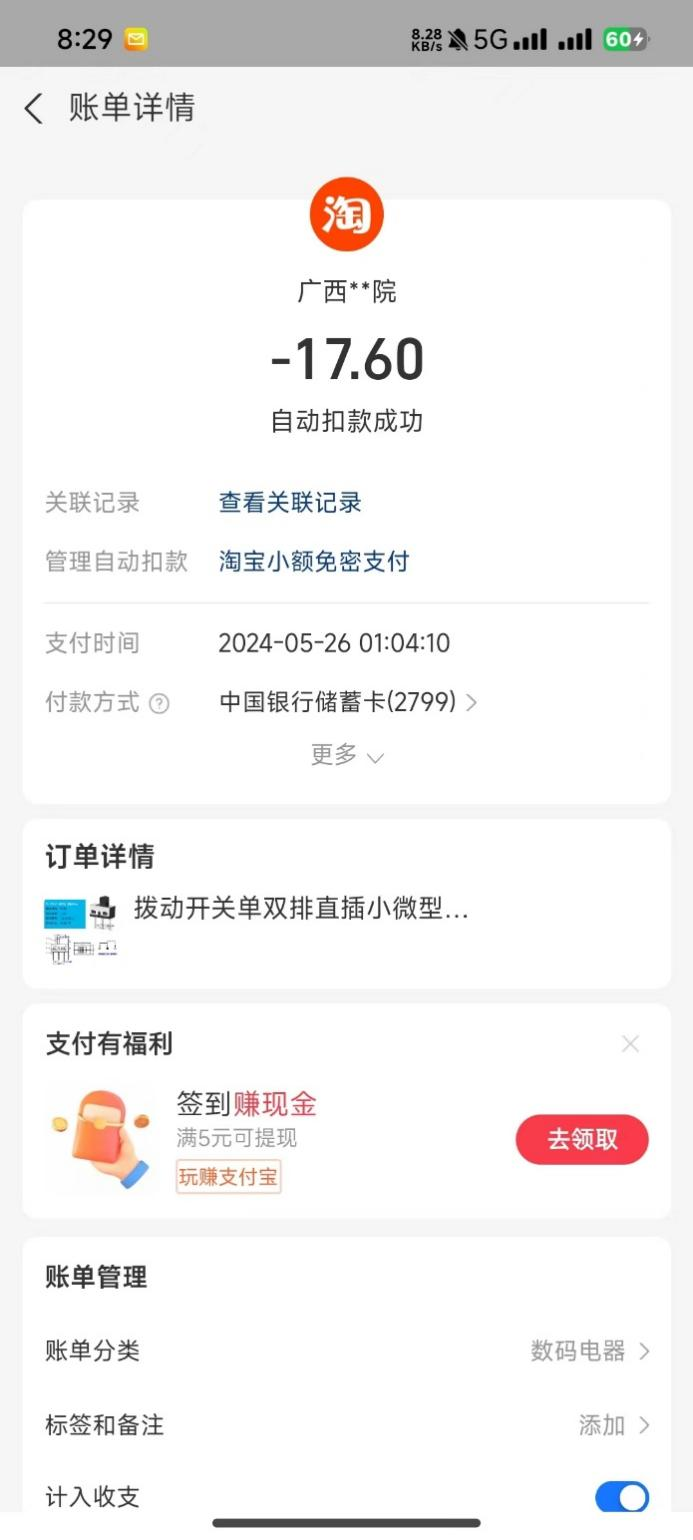 8:29
8.28
KB/s
5G
60
账单详情
淘
广西**院
-17.60
自动扣款成功
关联记录 查看关联记录
管理自动扣款 淘宝小额免密支付
支付时间 2024-05-26 01:04:10
付款方式 ? 中国银行储蓄卡(2799)
更多
订单详情
拨动开关单双排直插小微型...
支付有福利
签到赚现金
满5元可提现
去领取
玩赚支付宝
账单管理
账单分类 数码电器
标签和备注 添加
计入收支